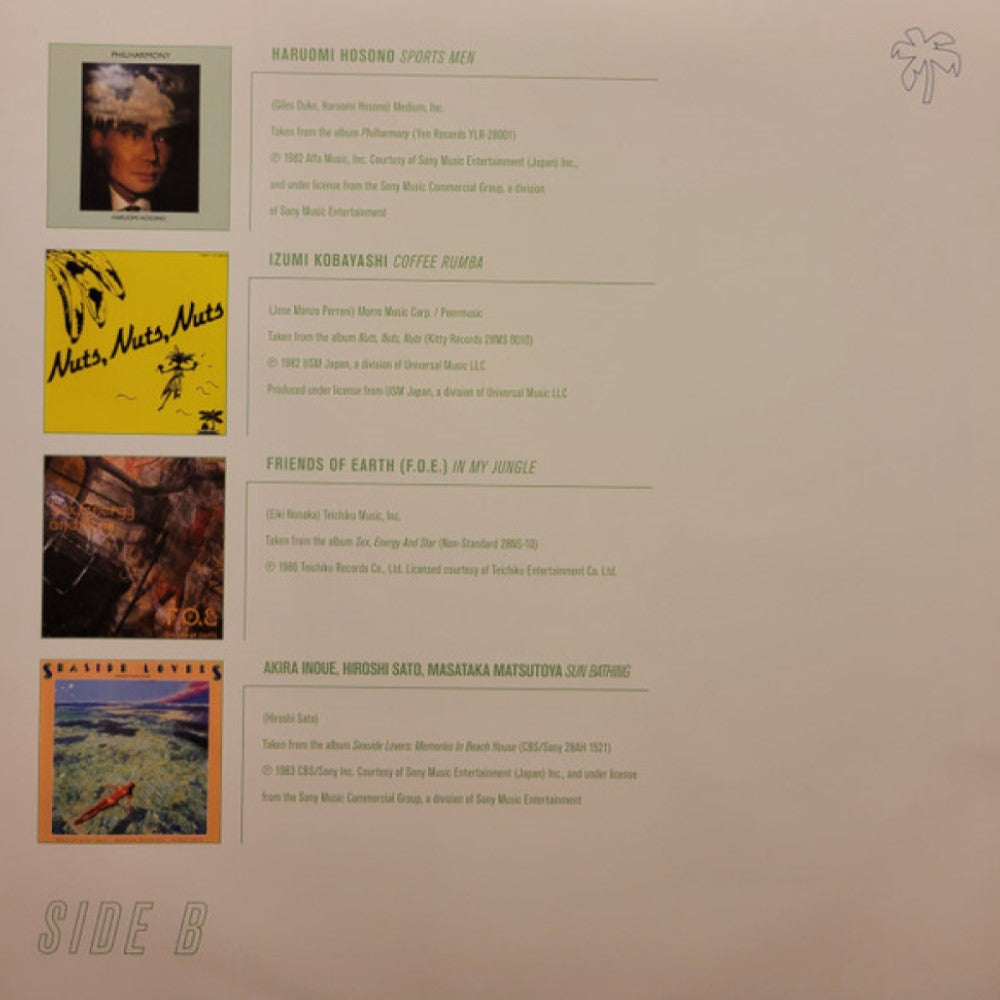 PHILHARMONY
HARUOMI HOSONO
HARUOMI HOSONO SPORTS MEN
(Giles Duke, Haruomi Hosono) Medium, Inc.
Taken from the album Philharmony (Yen Records YLR-28001)
℗ 1982 Alfa Music, Inc. Courtesy of Sony Music Entertainment (Japan) Inc.,
and under license from the Sony Music Commercial Group, a division
of Sony Music Entertainment
Nuts, Nuts, Nuts
IZUMI KOBAYASHI COFFEE RUMBA
(Jose Manzo Perroni) Morro Music Corp. / Peermusic
Taken from the album Nuts, Nuts, Nuts (Kitty Records 28MS 0010)
℗ 1982 USM Japan, a division of Universal Music LLC
Produced under license from USM Japan, a division of Universal Music LLC
F.O.E
FRIENDS OF EARTH (F.O.E.) IN MY JUNGLE
(Eiki Nonaka) Teichiku Music, Inc.
Taken from the album Sex, Energy And Star (Non-Standard 28NS-10)
℗ 1986 Teichiku Records Co., Ltd. Licensed courtesy of Teichiku Entertainment Co. Ltd.
SEASIDE LOVERS
AKIRA INOUE, HIROSHI SATO, MASATAKA MATSUTOYA SUN BATHING
(Hiroshi Sato)
Taken from the album Seaside Lovers: Memories In Beach House (CBS/Sony 28AH 1521)
℗ 1983 CBS/Sony Inc. Courtesy of Sony Music Entertainment (Japan) Inc., and under license
from the Sony Music Commercial Group, a division of Sony Music Entertainment
SIDE B